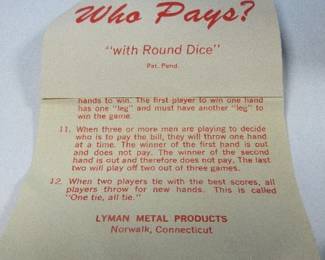 Who Pays?
"with Round Dice"
Pat. Pend.
hands to win. The first player to win one hand
has one "leg" and must have another "leg" to
win the game.
11. When three or more men are playing to decide
who is to pay the bill, they will throw one hand
at a time. The winner of the first hand is out
and does not pay. The winner of the second
hand is out and therefore does not pay. The last
two will play off two out of three games.
12. When two players tie with the best scores, all
players throw for new hands. This is called
"One tie, all tie."
LYMAN METAL PRODUCTS
Norwalk, Connecticut